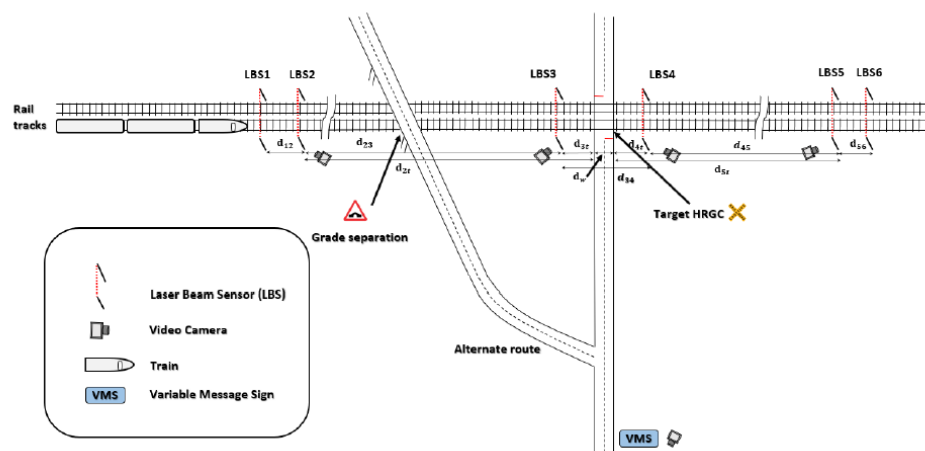 LBS1
LBS2
LBS3
LBS4
LBS5
LBS6
Rail
tracks
d12
d23
d2t
d3t
dw
d34
d4t
d45
d5t
d56
Grade separation
Target HRGC
Laser Beam Sensor (LBS)
Video Camera
Train
VMS Variable Message Sign
Alternate route
VMS